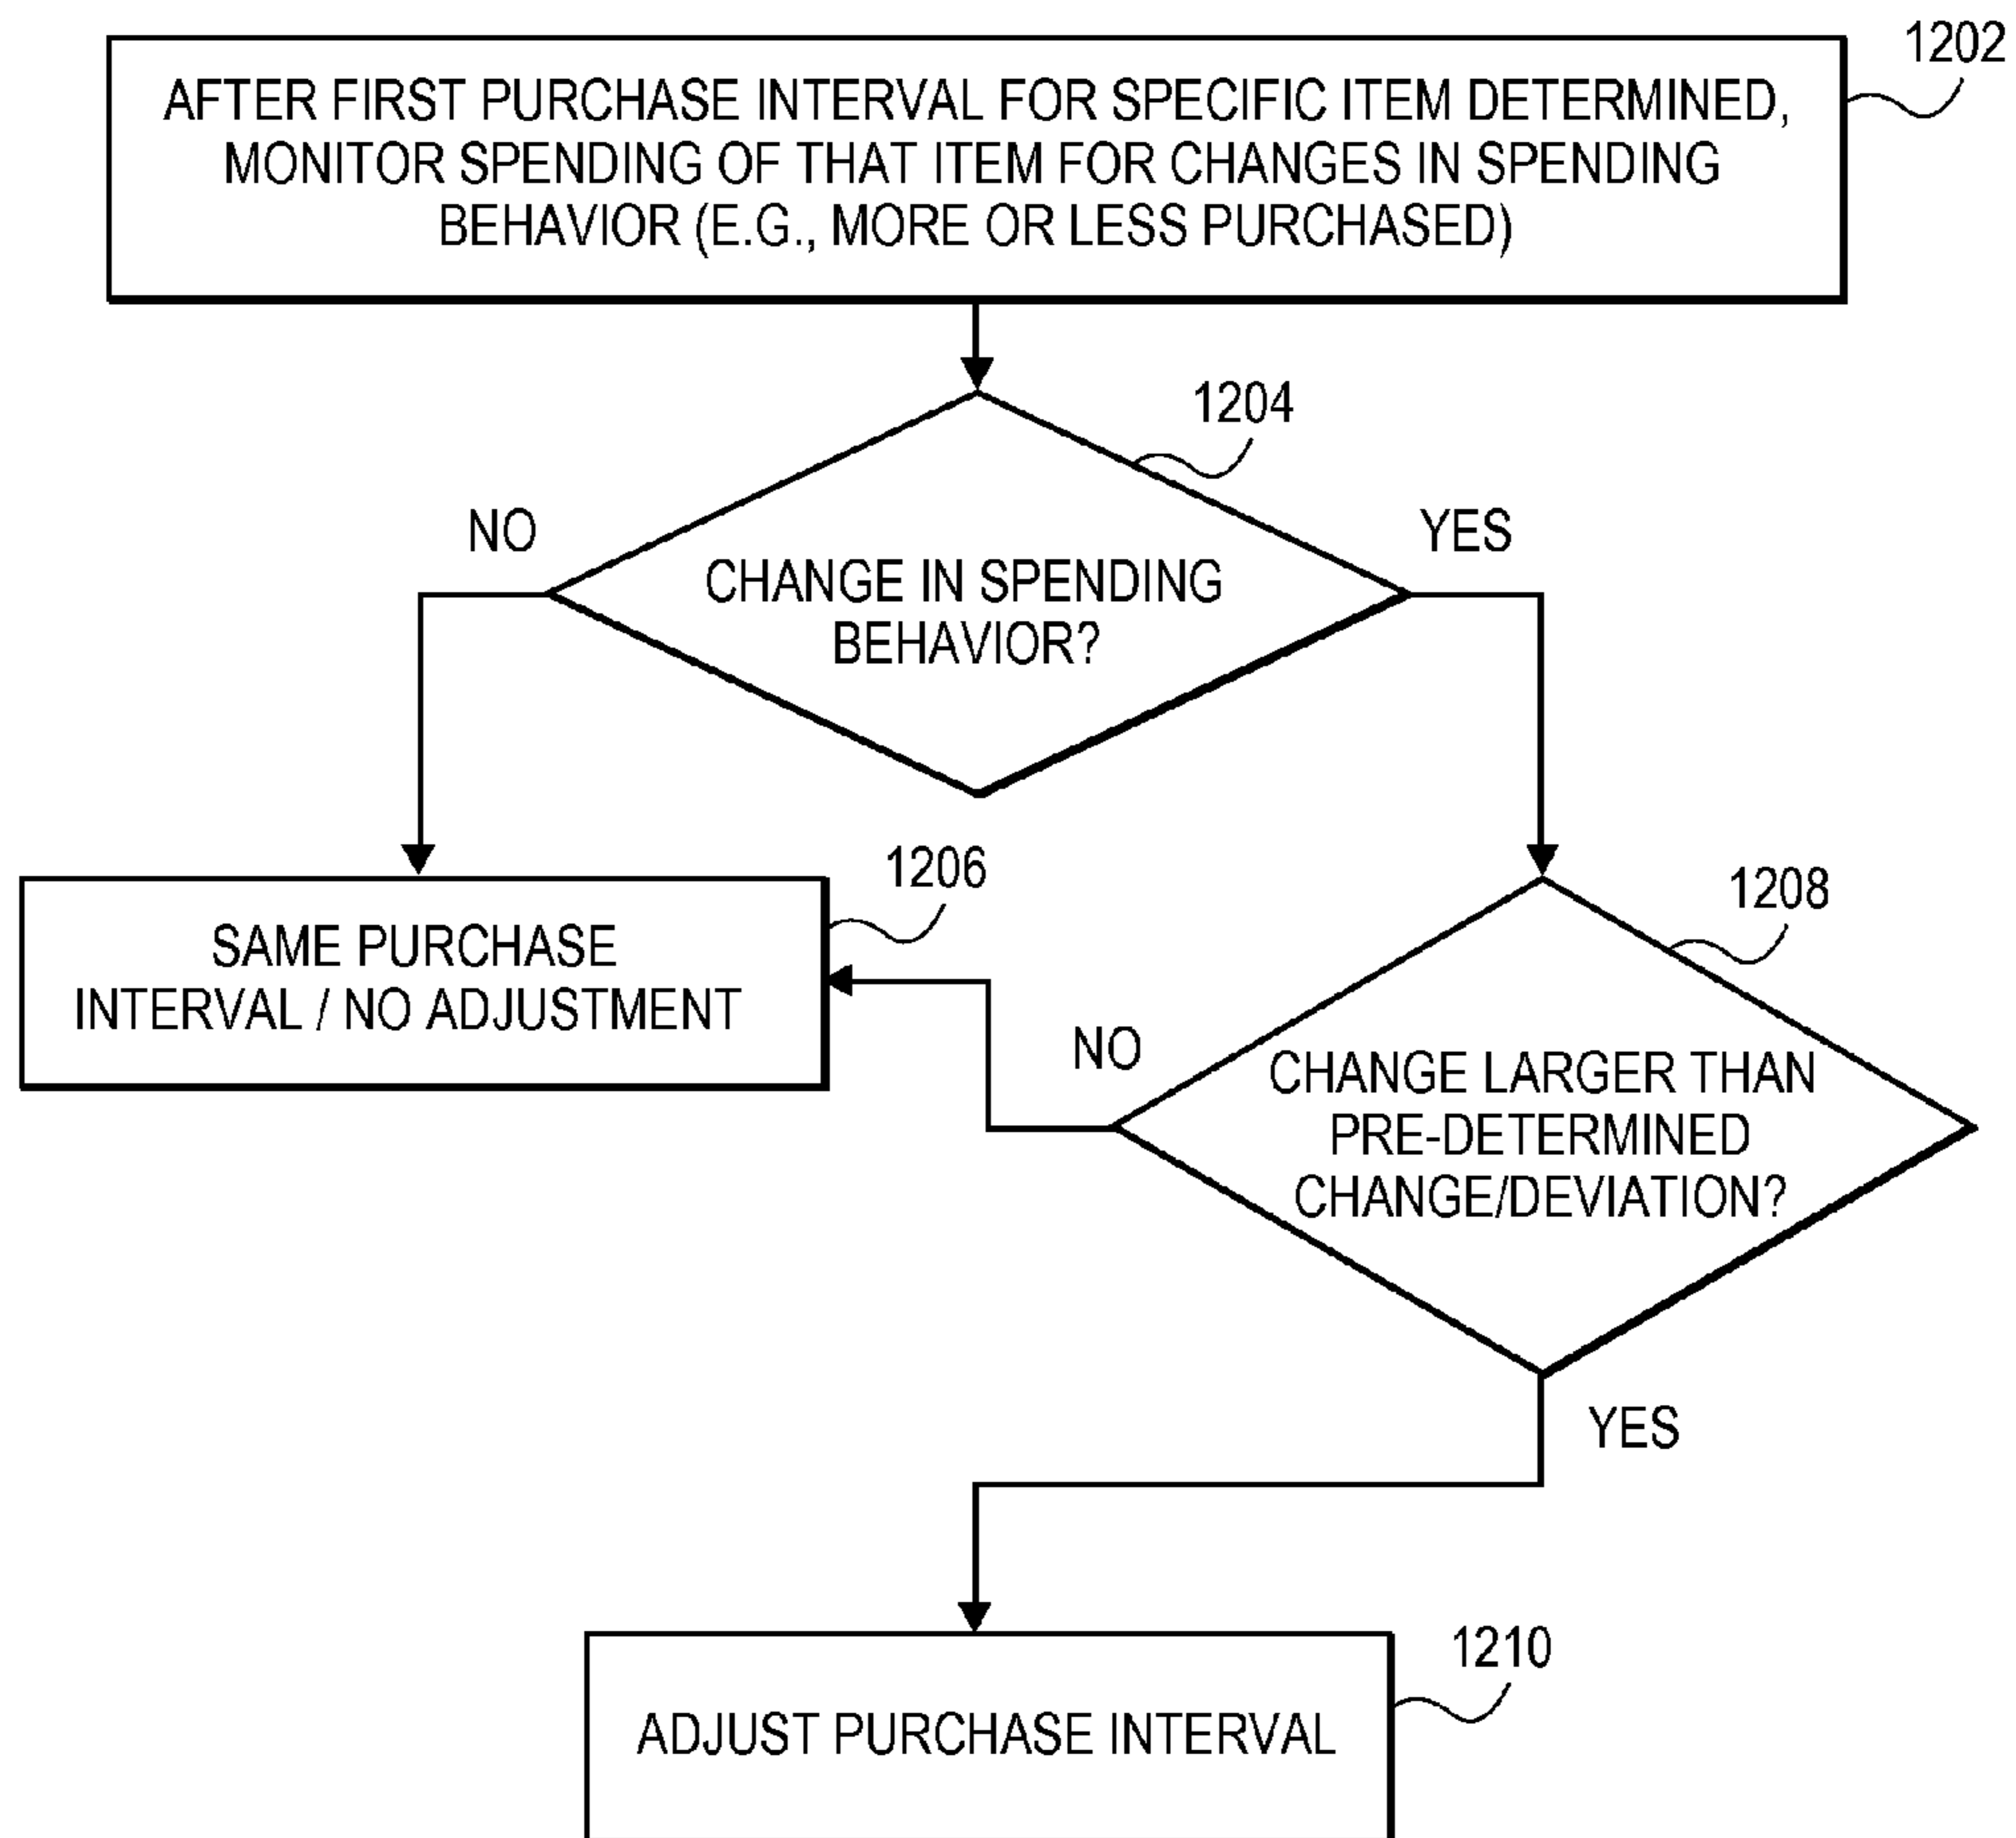 1202
AFTER FIRST PURCHASE INTERVAL FOR SPECIFIC ITEM DETERMINED,
MONITOR SPENDING OF THAT ITEM FOR CHANGES IN SPENDING
BEHAVIOR (E.G., MORE OR LESS PURCHASED)
1204
NO
YES
CHANGE IN SPENDING
BEHAVIOR?
1206
SAME PURCHASE
INTERVAL / NO ADJUSTMENT
1208
NO
CHANGE LARGER THAN
PRE-DETERMINED
CHANGE/DEVIATION?
YES
1210
ADJUST PURCHASE INTERVAL